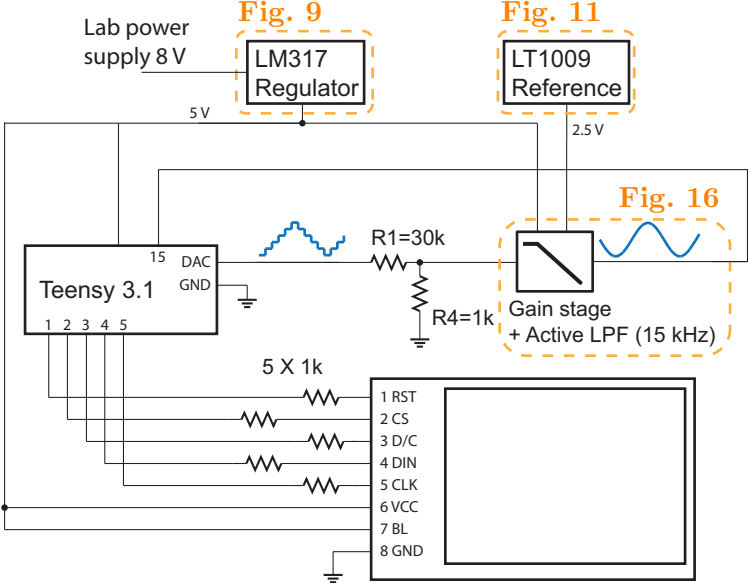 Fig. 9
Fig. 11
Lab power
supply 8 V
LM317
Regulator
LT1009
Reference
5 V
2.5 V
Fig. 16
15
DAC
GND
Teensy 3.1
1 2 3 4 5
R1=30k
R4=1k
Gain stage
+ Active LPF (15 kHz)
5 X 1k
1 RST
2 CS
3 D/C
4 DIN
5 CLK
6 VCC
7 BL
8 GND